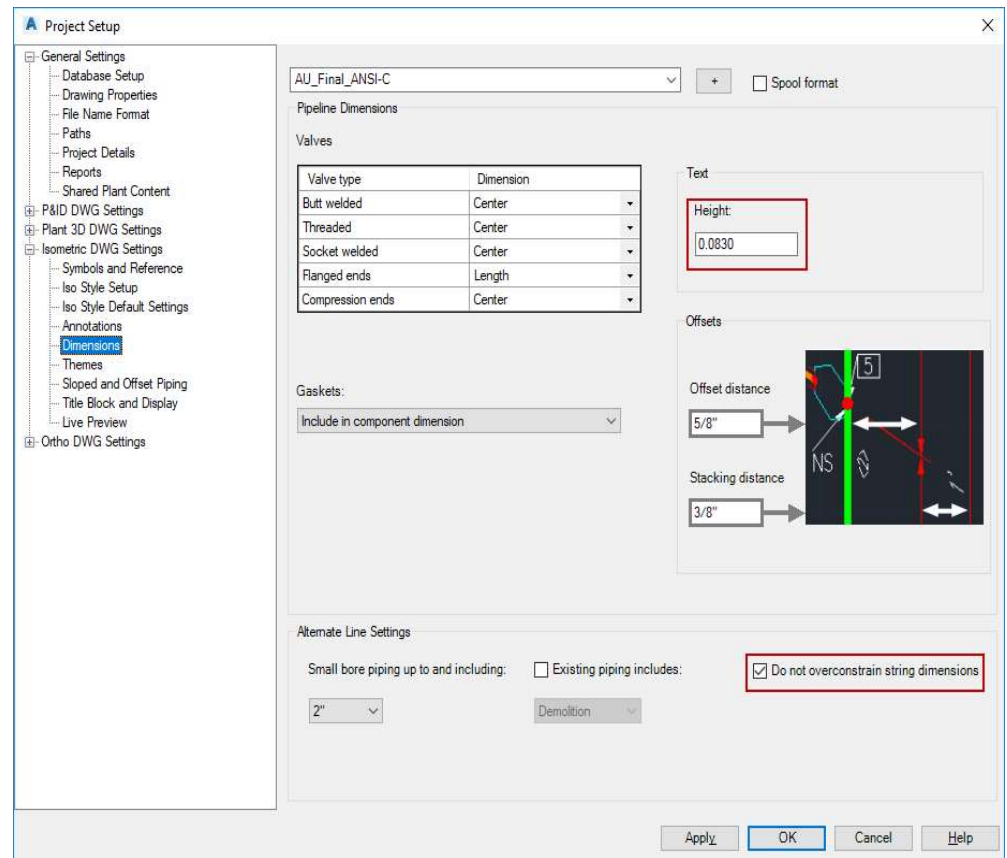 Project Setup
General Settings
Database Setup
Drawing Properties
File Name Format
Paths
Project Details
Reports
Shared Plant Content
P&ID DWG Settings
Plant 3D DWG Settings
Isometric DWG Settings
Symbols and Reference
Iso Style Setup
Iso Style Default Settings
Annotations
Dimensions
Themes
Sloped and Offset Piping
Title Block and Display
Live Preview
Ortho DWG Settings
AU_Final_ANSI-C
+
Spool format
Pipeline Dimensions
Valves
Valve type Dimension
Butt welded Center
Threaded Center
Socket welded Center
Flanged ends Length
Compression ends Center
Gaskets:
Include in component dimension
Text
Height:
0.0830
Offsets
Offset distance
5/8"
Stacking distance
3/8"
5
NS
Alternate Line Settings
Small bore piping up to and including:
2"
Existing piping includes:
Demolition
Do not overconstrain string dimensions
Apply OK Cancel Help